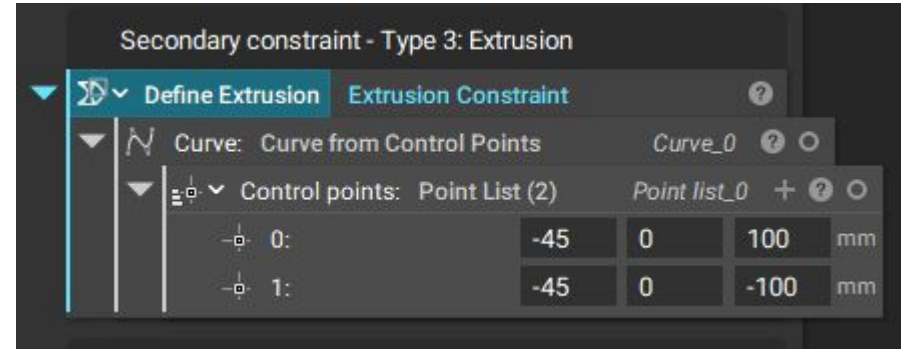 Secondary constraint - Type 3: Extrusion
Define Extrusion Extrusion Constraint ?
Curve: Curve from Control Points Curve_0 ?
Control points: Point List (2) Point list_0 + ?
0: -45 0 100 mm
1: -45 0 -100 mm